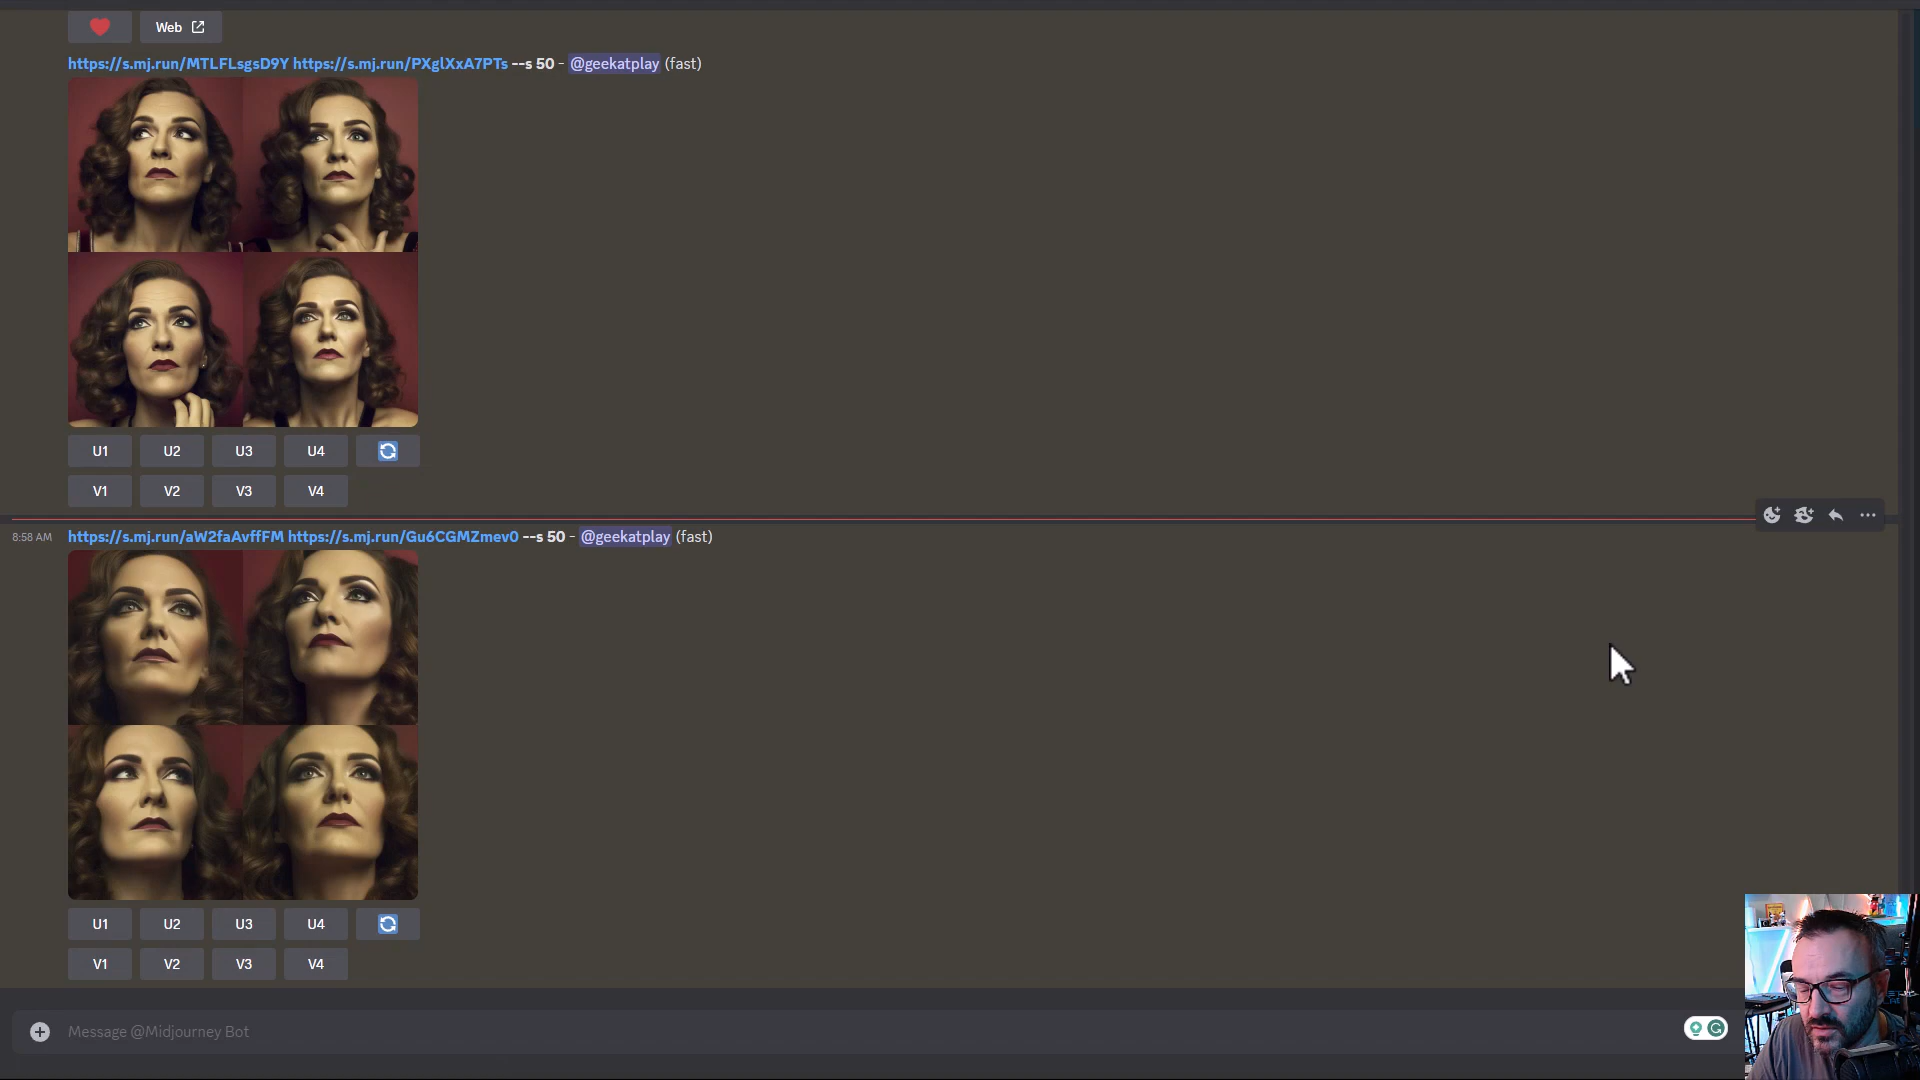 Web
https://s.mj.run/MTLFLsgsD9Y https://s.mj.run/PXglXxA7PTs --s 50 - @geekatplay (fast)
U1 U2 U3 U4
V1 V2 V3 V4
8:58 AM https://s.mj.run/aW2faAvffFM https://s.mj.run/Gu6CGMZmev0 --s 50 - @geekatplay (fast)
U1 U2 U3 U4
V1 V2 V3 V4
Message @Midjourney Bot